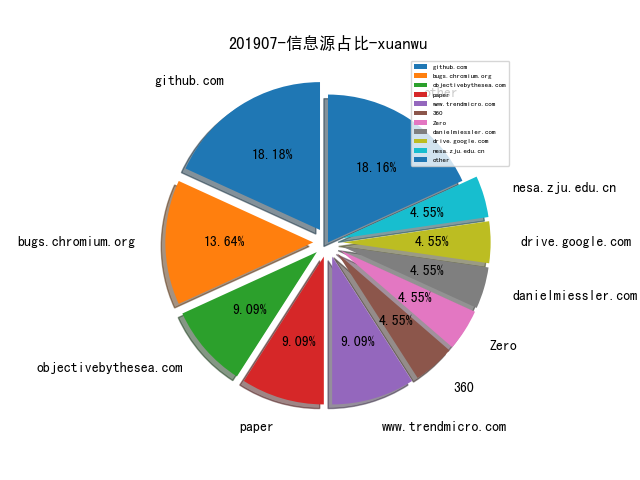 201907-信息源占比-xuanwu
github.com
bugs.chromium.org
objectivebythesea.com
paper
www.trendmicro.com
360
Zero
danielmiessler.com
drive.google.com
nesa.zju.edu.cn
other
github.com
bugs.chromium.org
objectivebythesea.com
paper
www.trendmicro.com
360
Zero
danielmiessler.com
drive.google.com
nesa.zju.edu.cn
other
18.18%
13.64%
9.09%
9.09%
9.09%
4.55%
4.55%
4.55%
4.55%
4.55%
18.16%